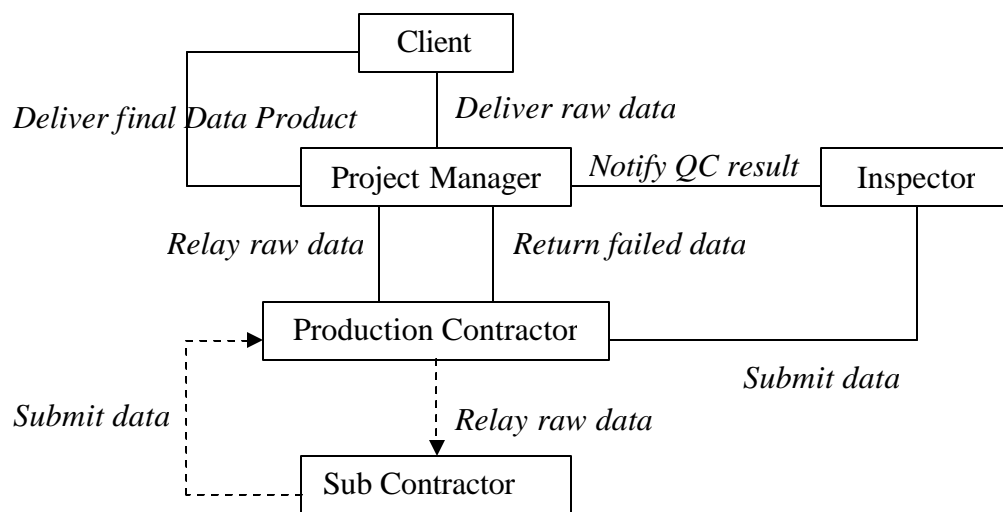 Client
Deliver final Data Product
Deliver raw data
Project Manager
Notify QC result
Inspector
Relay raw data
Return failed data
Production Contractor
Submit data
Submit data
Relay raw data
Sub Contractor